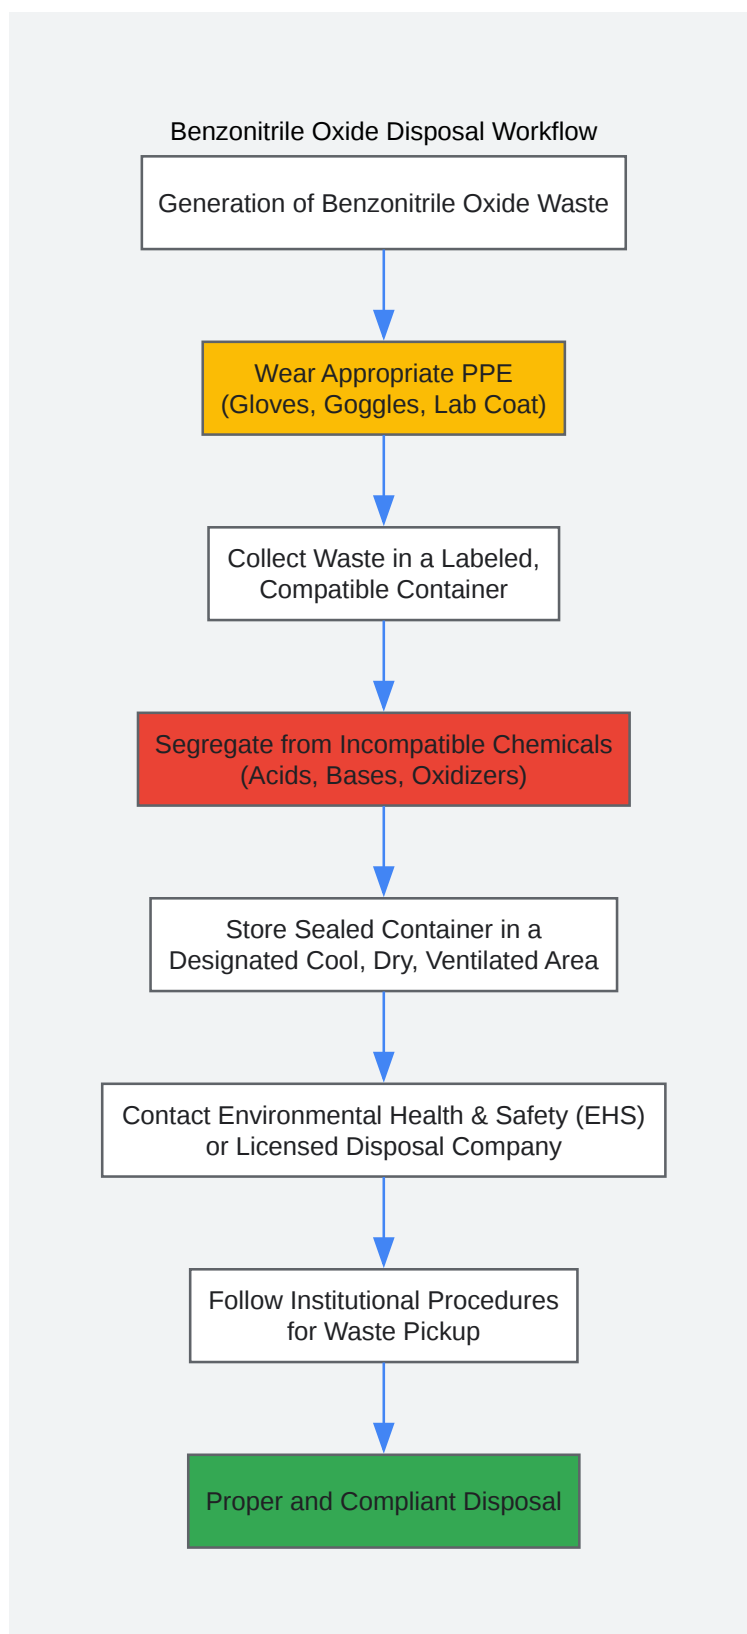 Benzonitrile Oxide Disposal Workflow
Generation of Benzonitrile Oxide Waste
Wear Appropriate PPE
(Gloves, Goggles, Lab Coat)
Collect Waste in a Labeled,
Compatible Container
Segregate from Incompatible Chemicals
(Acids, Bases, Oxidizers)
Store Sealed Container in a
Designated Cool, Dry, Ventilated Area
Contact Environmental Health & Safety (EHS)
or Licensed Disposal Company
Follow Institutional Procedures
for Waste Pickup
Proper and Compliant Disposal